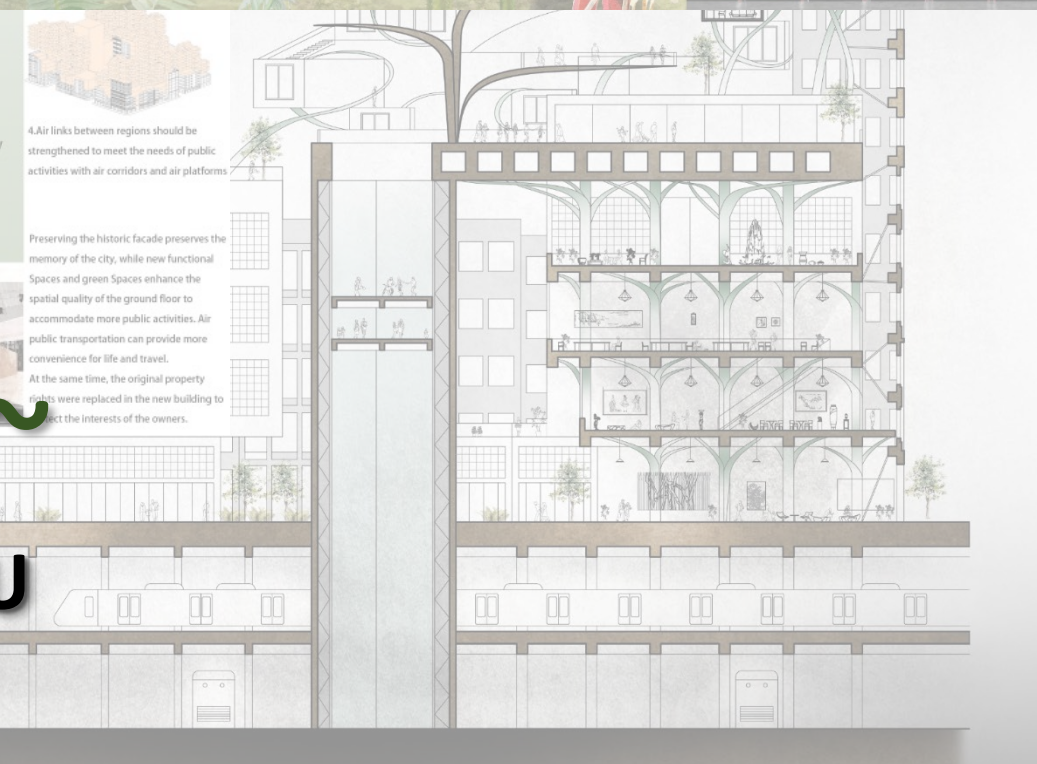 4.Air links between regions should be
strengthened to meet the needs of public
activities with air corridors and air platforms
Preserving the historic facade preserves the
memory of the city, while new functional
Spaces and green Spaces enhance the
spatial quality of the ground floor to
accommodate more public activities. Air
public transportation can provide more
convenience for life and travel.
At the same time, the original property
rights were replaced in the new building to
the interests of the owners.